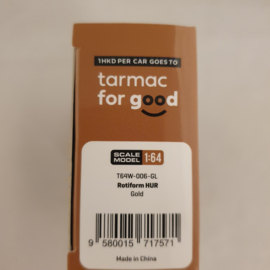 1HKD PER CAR GOES TO
tarmac
for good
SCALE
MODEL 1:64
T64W-006-GL
Rotiform HUR
Gold
9 580015 717571
Made in China